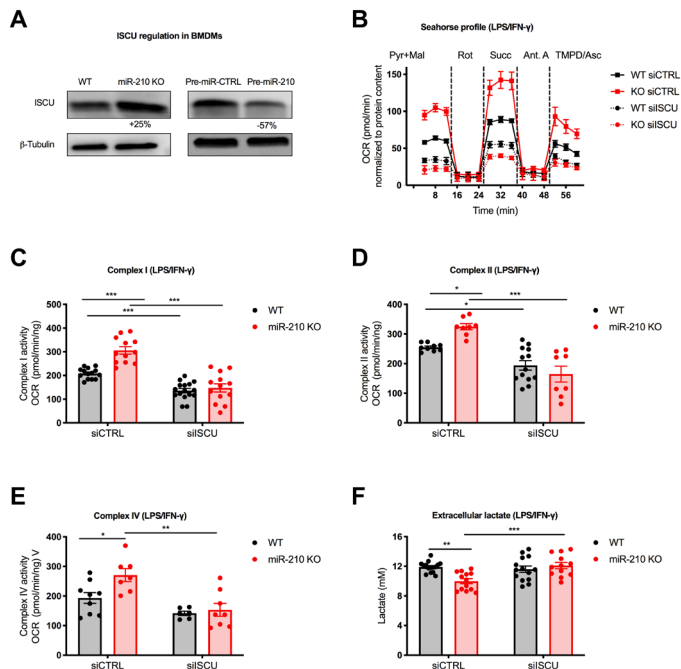 A
ISCU regulation in BMDMs
WT miR-210 KO Pre-miR-CTRL Pre-miR-210
ISCU
+25% -57%
β-Tubulin
B
Seahorse profile (LPS/IFN-γ)
Pyr+Mal Rot Succ Ant. A TMPD/Asc
WT siCTRL
KO siCTRL
WT siISCU
KO siISCU
OCR (pmol/min)
normalized to protein content
150
100
50
0
8 16 24 32 40 48 56
Time (min)
C
Complex I (LPS/IFN-γ)
WT
miR-210 KO
Complex I activity
OCR (pmol/min/ng)
500
400
300
200
100
0
***
***
***
siCTRL siISCU
D
Complex II (LPS/IFN-γ)
WT
miR-210 KO
Complex II activity
OCR (pmol/min/ng)
400
300
200
100
0
*
***
*
siCTRL siISCU
E
Complex IV (LPS/IFN-γ)
WT
miR-210 KO
Complex IV activity
OCR (pmol/min/ng) V
400
300
200
100
0
*
**
siCTRL siISCU
F
Extracellular lactate (LPS/IFN-γ)
WT
miR-210 KO
Lactate (mM)
16
12
8
4
0
**
***
siCTRL siISCU